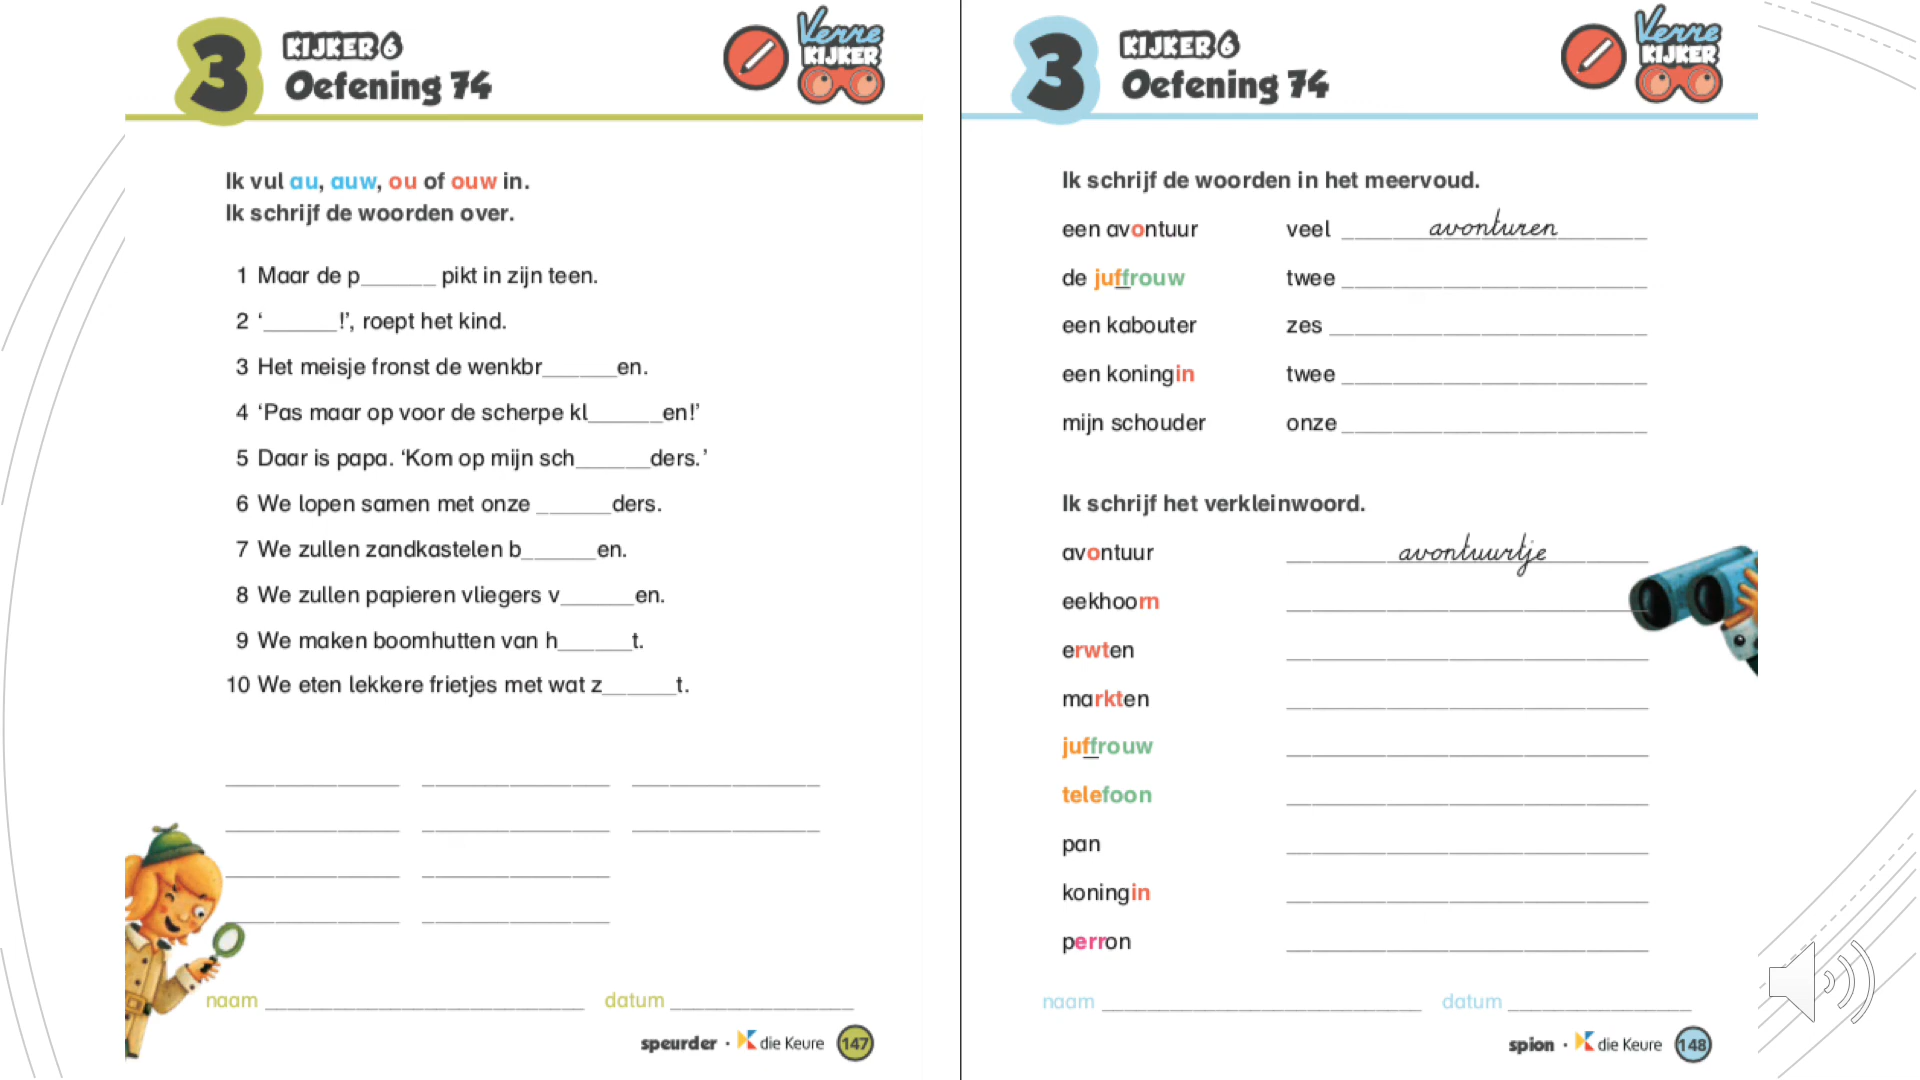 3
KIJKER 6
Oefening 74
Verre
KIJKER
Ik vul au, auw, ou of ouw in.
Ik schrijf de woorden over.
1 Maar de p______ pikt in zijn teen.
2 ‘______!’, roept het kind.
3 Het meisje fronst de wenkbr______en.
4 ‘Pas maar op voor de scherpe kl______en!’
5 Daar is papa. ‘Kom op mijn sch______ders.’
6 We lopen samen met onze ______ders.
7 We zullen zandkastelen b______en.
8 We zullen papieren vliegers v______en.
9 We maken boomhutten van h______t.
10 We eten lekkere frietjes met wat z______t.
naam datum
speurder · die Keure 147
3
KIJKER 6
Oefening 74
Verre
KIJKER
Ik schrijf de woorden in het meervoud.
een avontuur veel avonturen
de juffrouw twee
een kabouter zes
een koningin twee
mijn schouder onze
Ik schrijf het verkleinwoord.
avontuur avontuurtje
eekhoorn
erwten
markten
juffrouw
telefoon
pan
koningin
perron
naam datum
spion · die Keure 148